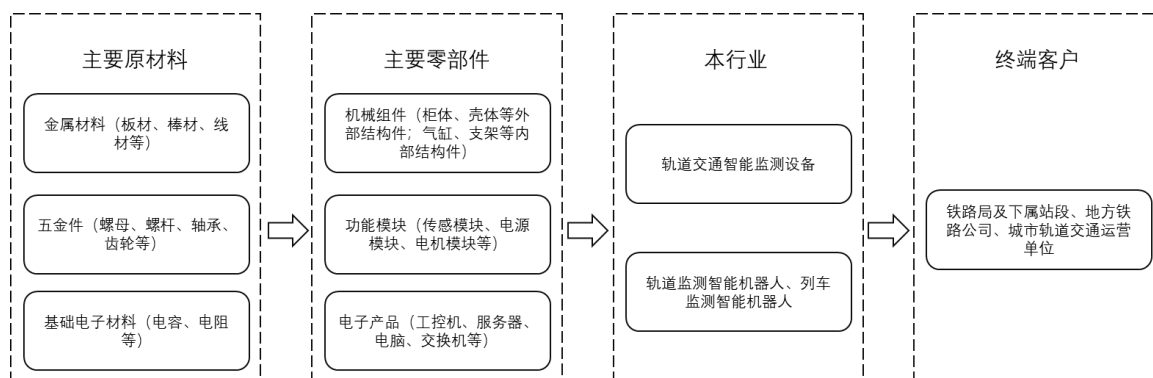 主要原材料
金属材料（板材、棒材、线
材等）
五金件（螺母、螺杆、轴承、
齿轮等）
基础电子材料（电容、电阻
等）
主要零部件
机械组件（柜体、壳体等外
部结构件；气缸、支架等内
部结构件）
功能模块（传感模块、电源
模块、电机模块等）
电子产品（工控机、服务器、
电脑、交换机等）
本行业
轨道交通智能监测设备
轨道监测智能机器人、列车
监测智能机器人
终端客户
铁路局及下属站段、地方铁
路公司、城市轨道交通运营
单位